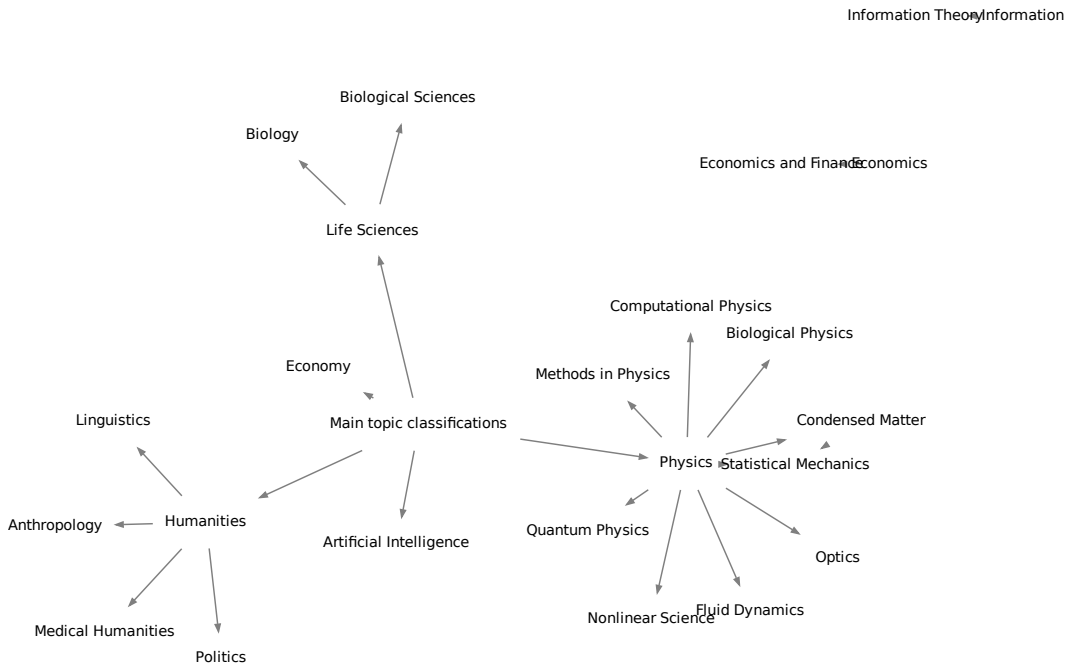 Information Theory
Information
Biological Sciences
Biology
Economics and Finance
Economics
Life Sciences
Computational Physics
Biological Physics
Economy
Methods in Physics
Linguistics
Main topic classifications
Condensed Matter
Physics
Statistical Mechanics
Anthropology
Humanities
Quantum Physics
Artificial Intelligence
Optics
Nonlinear Science
Fluid Dynamics
Medical Humanities
Politics